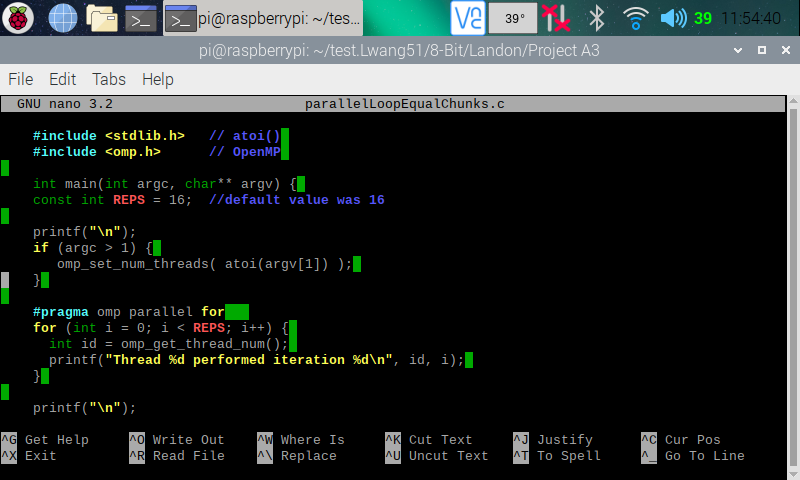 pi@raspberrypi: ~/tes... 39° 39 11:54:40
pi@raspberrypi: ~/test.Lwang51/8-Bit/Landon/Project A3
File Edit Tabs Help
GNU nano 3.2 parallelLoopEqualChunks.c
#include <stdlib.h> // atoi()
#include <omp.h> // OpenMP
int main(int argc, char** argv) {
const int REPS = 16; //default value was 16
printf("\n");
if (argc > 1) {
omp_set_num_threads( atoi(argv[1]) );
}
#pragma omp parallel for
for (int i = 0; i < REPS; i++) {
int id = omp_get_thread_num();
printf("Thread %d performed iteration %d\n", id, i);
}
printf("\n");
^G Get Help ^O Write Out ^W Where Is ^K Cut Text ^J Justify ^C Cur Pos
^X Exit ^R Read File ^\ Replace ^U Uncut Text ^T To Spell ^_ Go To Line